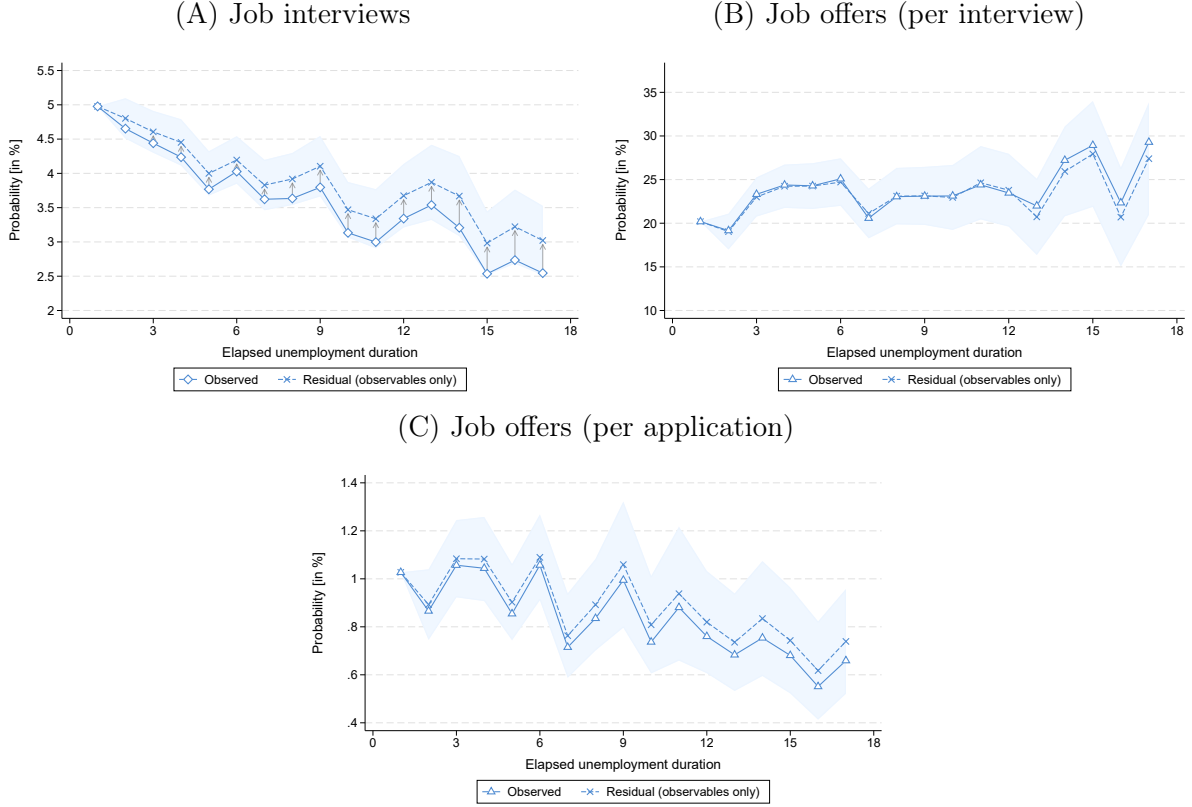 (A) Job interviews
5.5
5
4.5
4
3.5
3
2.5
2
Probability [in %]
0 3 6 9 12 15 18
Elapsed unemployment duration
Observed Residual (observables only)
(B) Job offers (per interview)
35
30
25
20
15
10
Probability [in %]
0 3 6 9 12 15 18
Elapsed unemployment duration
Observed Residual (observables only)
(C) Job offers (per application)
1.4
1.2
1
.8
.6
.4
Probability [in %]
0 3 6 9 12 15 18
Elapsed unemployment duration
Observed Residual (observables only)